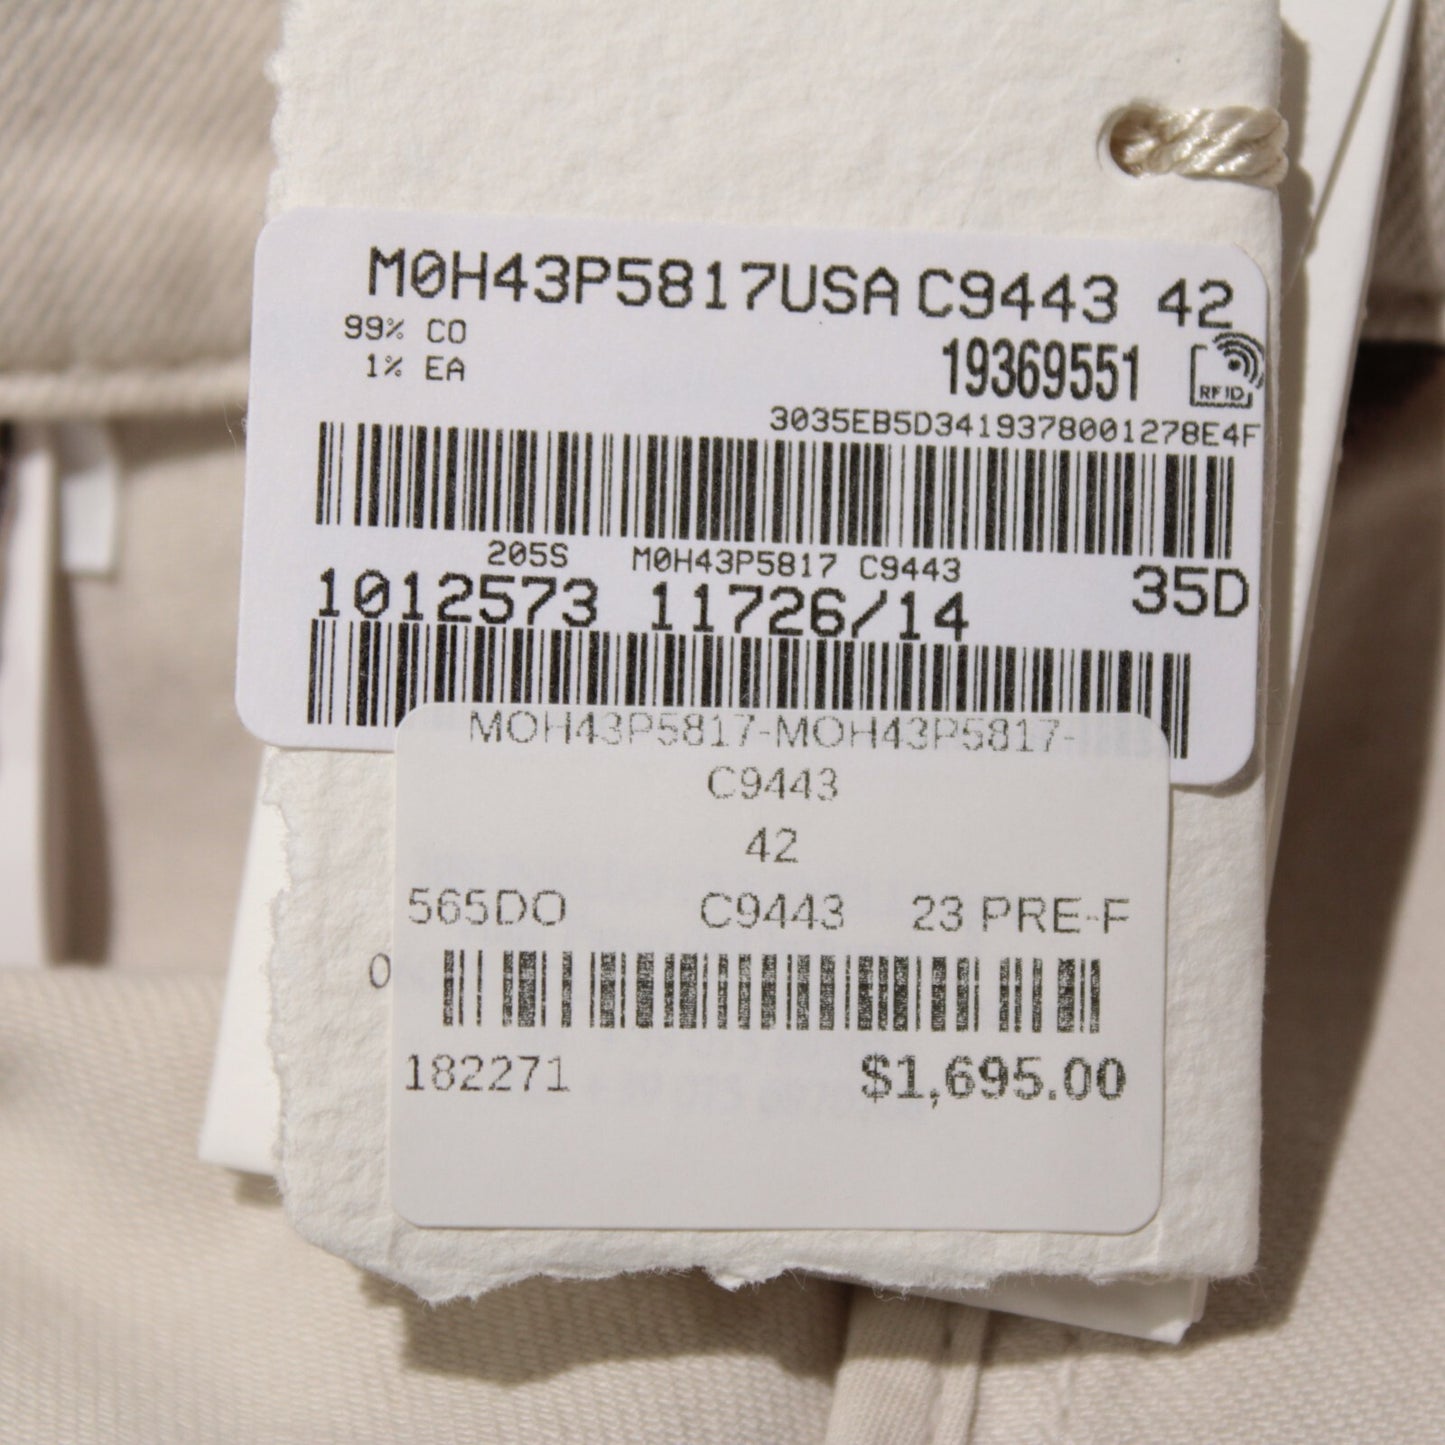 M0H43P5817USA C9443 42
99% CO
1% EA
19369551
RFID
3035EB5D3419378001278E4F
205S M0H43P5817 C9443
1012573 11726/14 35D
MOH43P5817-MOH43P5817-
C9443
42
565DO C9443 23 PRE-F
0
182271 $1,695.00